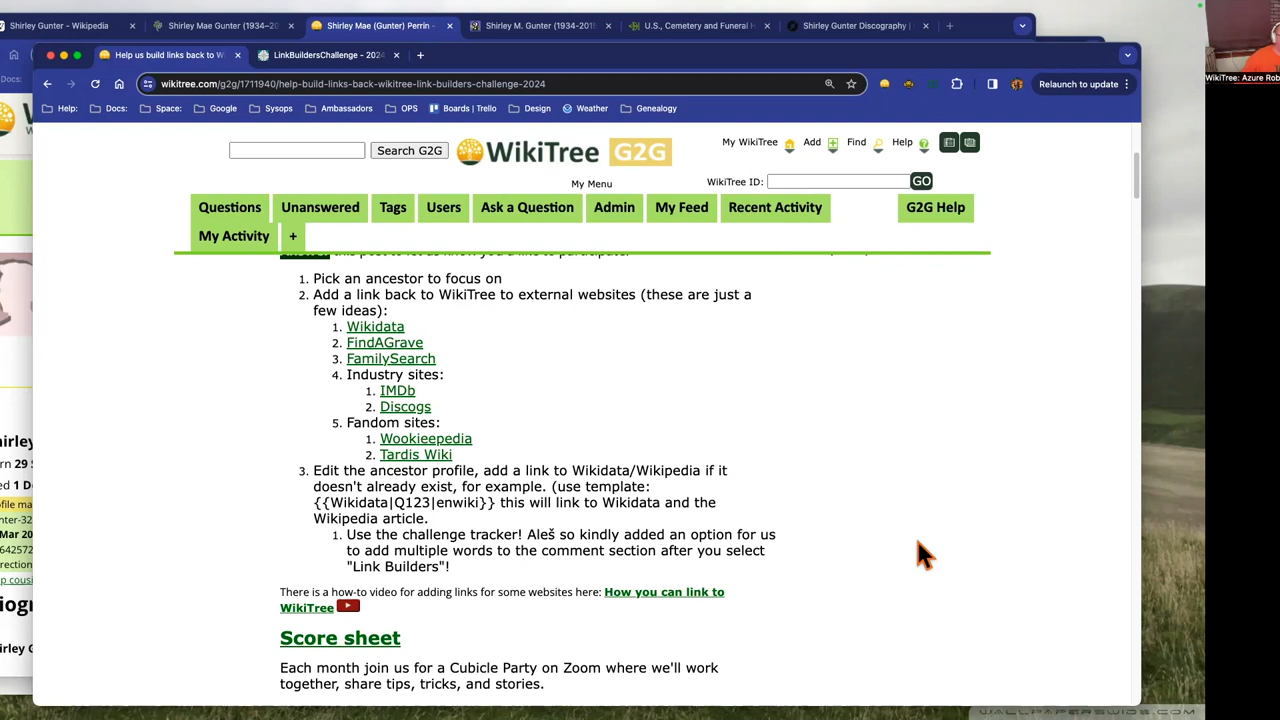 Shirley Gunter - Wikipedia
Shirley Mae Gunter (1934–20
Shirley Mae (Gunter) Perrin -
Shirley M. Gunter (1934-201
U.S., Cemetery and Funeral H
Shirley Gunter Discography |
Help us build links back to W
LinkBuildersChallenge - 2024
wikitree.com/g2g/1711940/help-build-links-back-wikitree-link-builders-challenge-2024
Relaunch to update
Docs:
Help:
Docs:
Space:
Google
Sysops
Ambassadors
OPS
Boards | Trello
Design
Weather
Genealogy
WikiTree: Azure Rob
Search G2G
WikiTree G2G
My WikiTree
Add
Find
Help
My Menu
WikiTree ID:
GO
Questions
Unanswered
Tags
Users
Ask a Question
Admin
My Feed
Recent Activity
G2G Help
My Activity
+
1. Pick an ancestor to focus on
2. Add a link back to WikiTree to external websites (these are just a
few ideas):
1. Wikidata
2. FindAGrave
3. FamilySearch
4. Industry sites:
1. IMDb
2. Discogs
5. Fandom sites:
1. Wookieepedia
2. Tardis Wiki
3. Edit the ancestor profile, add a link to Wikidata/Wikipedia if it
doesn't already exist, for example. (use template:
{{Wikidata|Q123|enwiki}} this will link to Wikidata and the
Wikipedia article.
1. Use the challenge tracker! Aleš so kindly added an option for us
to add multiple words to the comment section after you select
"Link Builders"!
There is a how-to video for adding links for some websites here: How you can link to
WikiTree
Score sheet
Each month join us for a Cubicle Party on Zoom where we'll work
together, share tips, tricks, and stories.